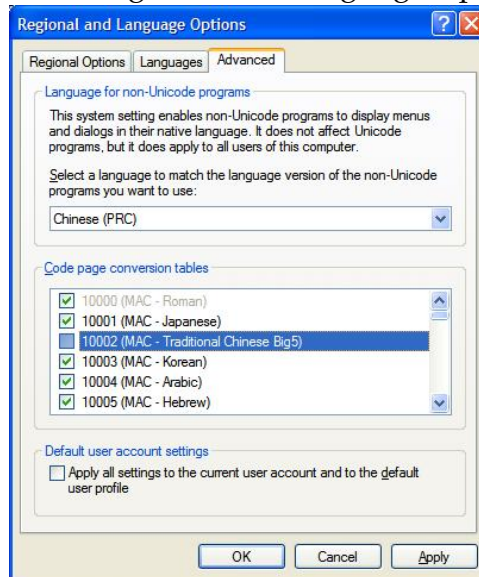 Regional and Language Options
Regional Options Languages Advanced
Language for non-Unicode programs
This system setting enables non-Unicode programs to display menus
and dialogs in their native language. It does not affect Unicode
programs, but it does apply to all users of this computer.
Select a language to match the language version of the non-Unicode
programs you want to use:
Chinese (PRC)
Code page conversion tables
10000 (MAC - Roman)
10001 (MAC - Japanese)
10002 (MAC - Traditional Chinese Big5)
10003 (MAC - Korean)
10004 (MAC - Arabic)
10005 (MAC - Hebrew)
Default user account settings
Apply all settings to the current user account and to the default
user profile
OK Cancel Apply